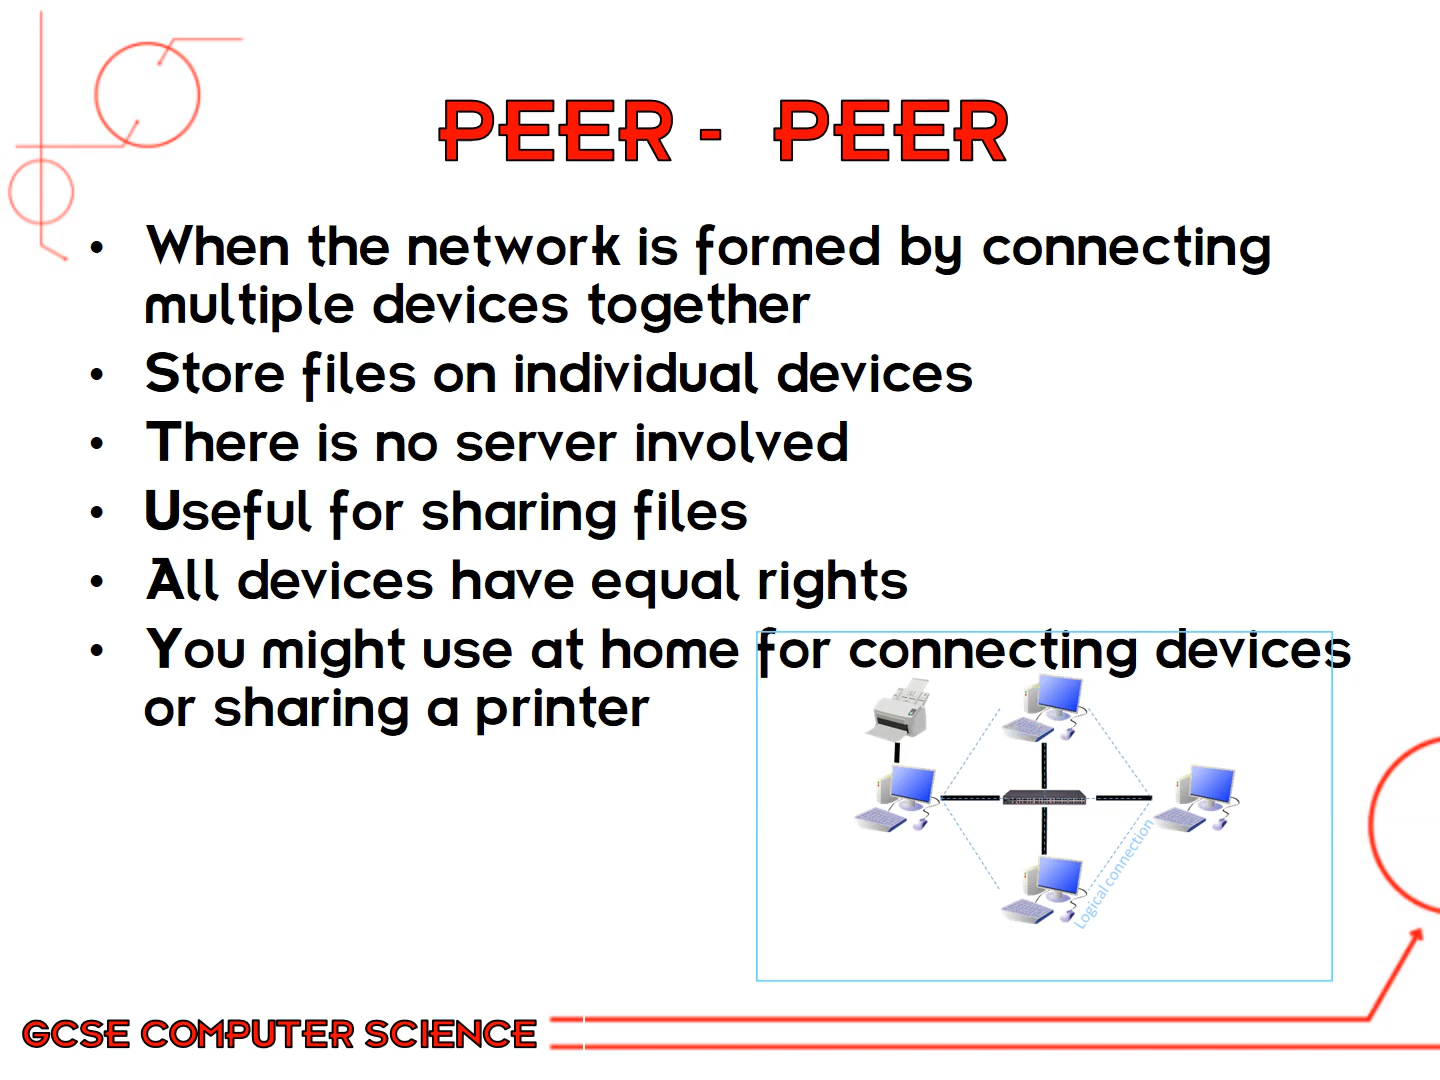 PEER - PEER
• When the network is formed by connecting
multiple devices together
• Store files on individual devices
• There is no server involved
• Useful for sharing files
• All devices have equal rights
• You might use at home for connecting devices
or sharing a printer
Logical connection
GCSE COMPUTER SCIENCE